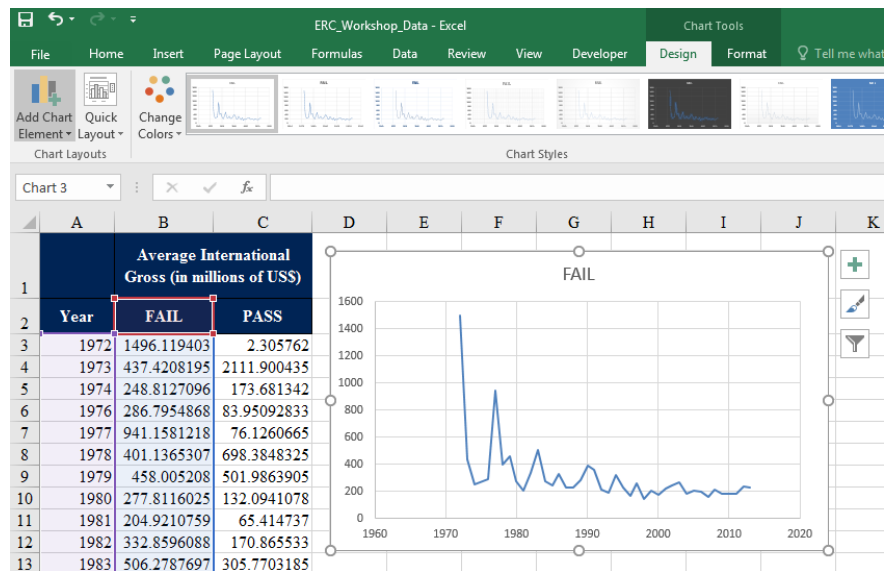 ERC_Workshop_Data - Excel
Chart Tools
File Home Insert Page Layout Formulas Data Review View Developer Design Format Tell me what
Add Chart Element Quick Layout Change Colors
Chart Layouts Chart Styles
Chart 3 fx
A B C D E F G H I J K
1 Average International
Gross (in millions of US$)
2 Year FAIL PASS
3 1972 1496.119403 2.305762
4 1973 437.4208195 2111.900435
5 1974 248.8127096 173.681342
6 1976 286.7954868 83.95092833
7 1977 941.1581218 76.1260665
8 1978 401.1365307 698.3848325
9 1979 458.005208 501.9863905
10 1980 277.8116025 132.0941078
11 1981 204.9210759 65.414737
12 1982 332.8596088 170.865533
13 1983 506.2787697 305.7703185
FAIL
1600
1400
1200
1000
800
600
400
200
0
1960 1970 1980 1990 2000 2010 2020